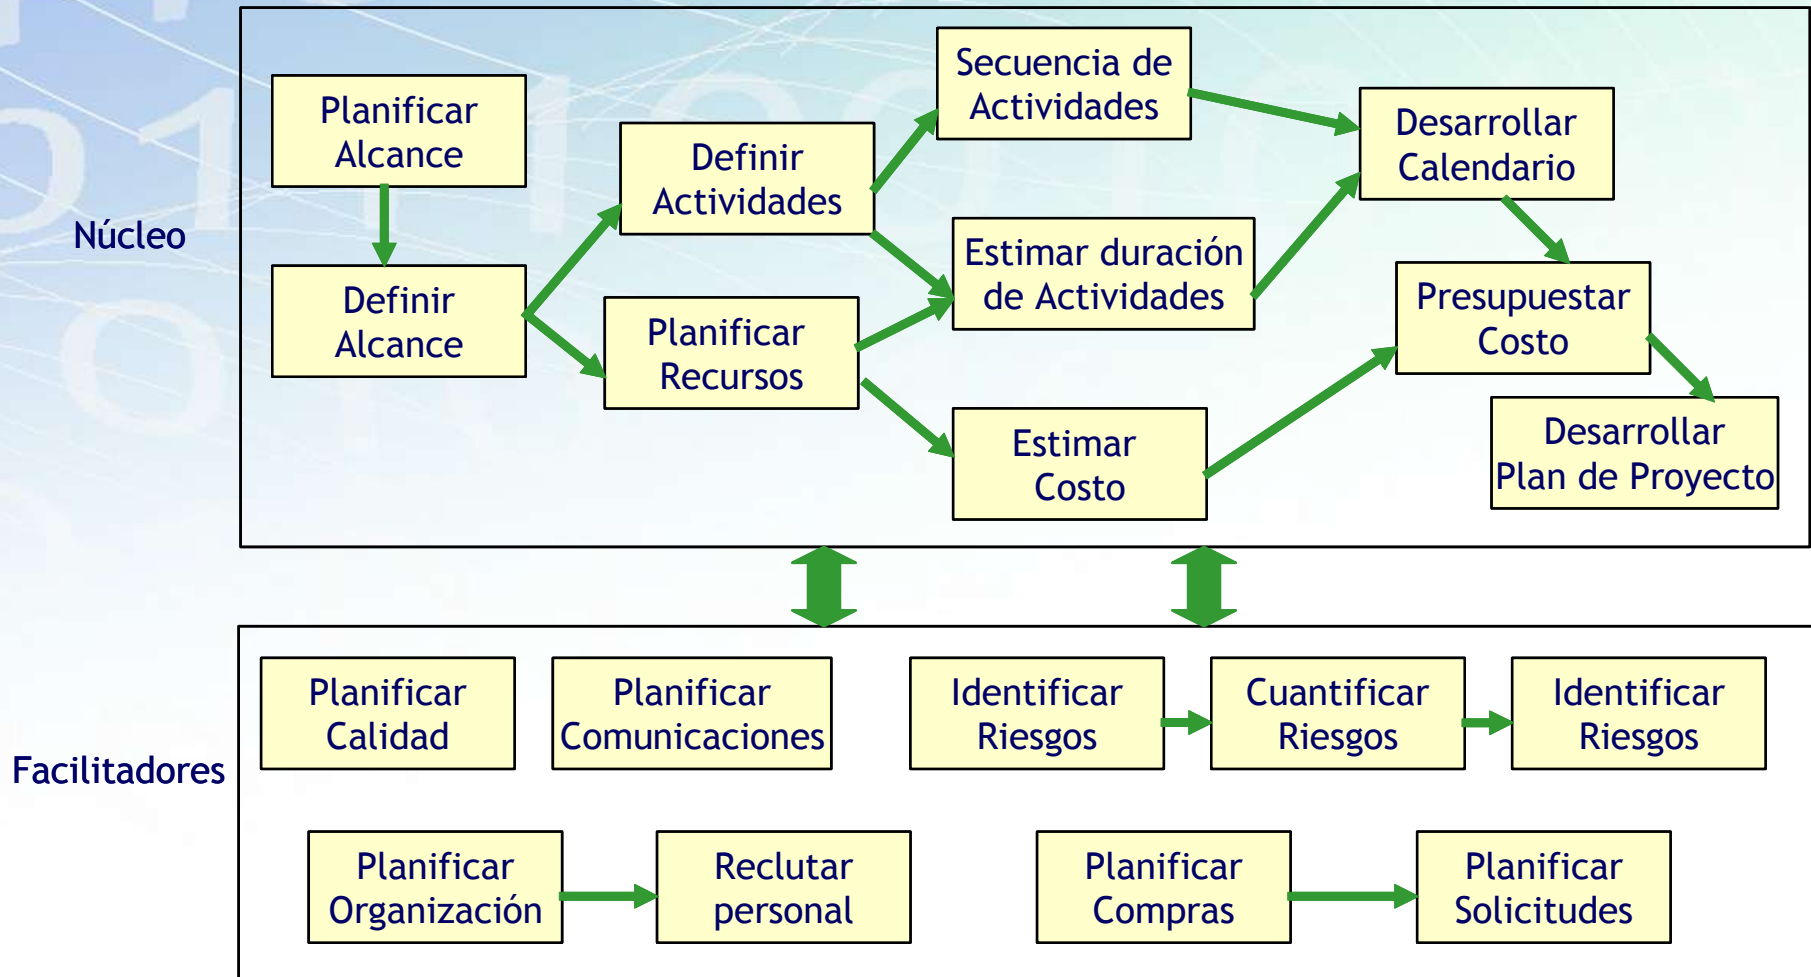 Núcleo
Planificar
Alcance
Definir
Alcance
Definir
Actividades
Planificar
Recursos
Secuencia de
Actividades
Estimar duración
de Actividades
Estimar
Costo
Desarrollar
Calendario
Presupuestar
Costo
Desarrollar
Plan de Proyecto
Facilitadores
Planificar
Calidad
Planificar
Comunicaciones
Identificar
Riesgos
Cuantificar
Riesgos
Identificar
Riesgos
Planificar
Organización
Reclutar
personal
Planificar
Compras
Planificar
Solicitudes